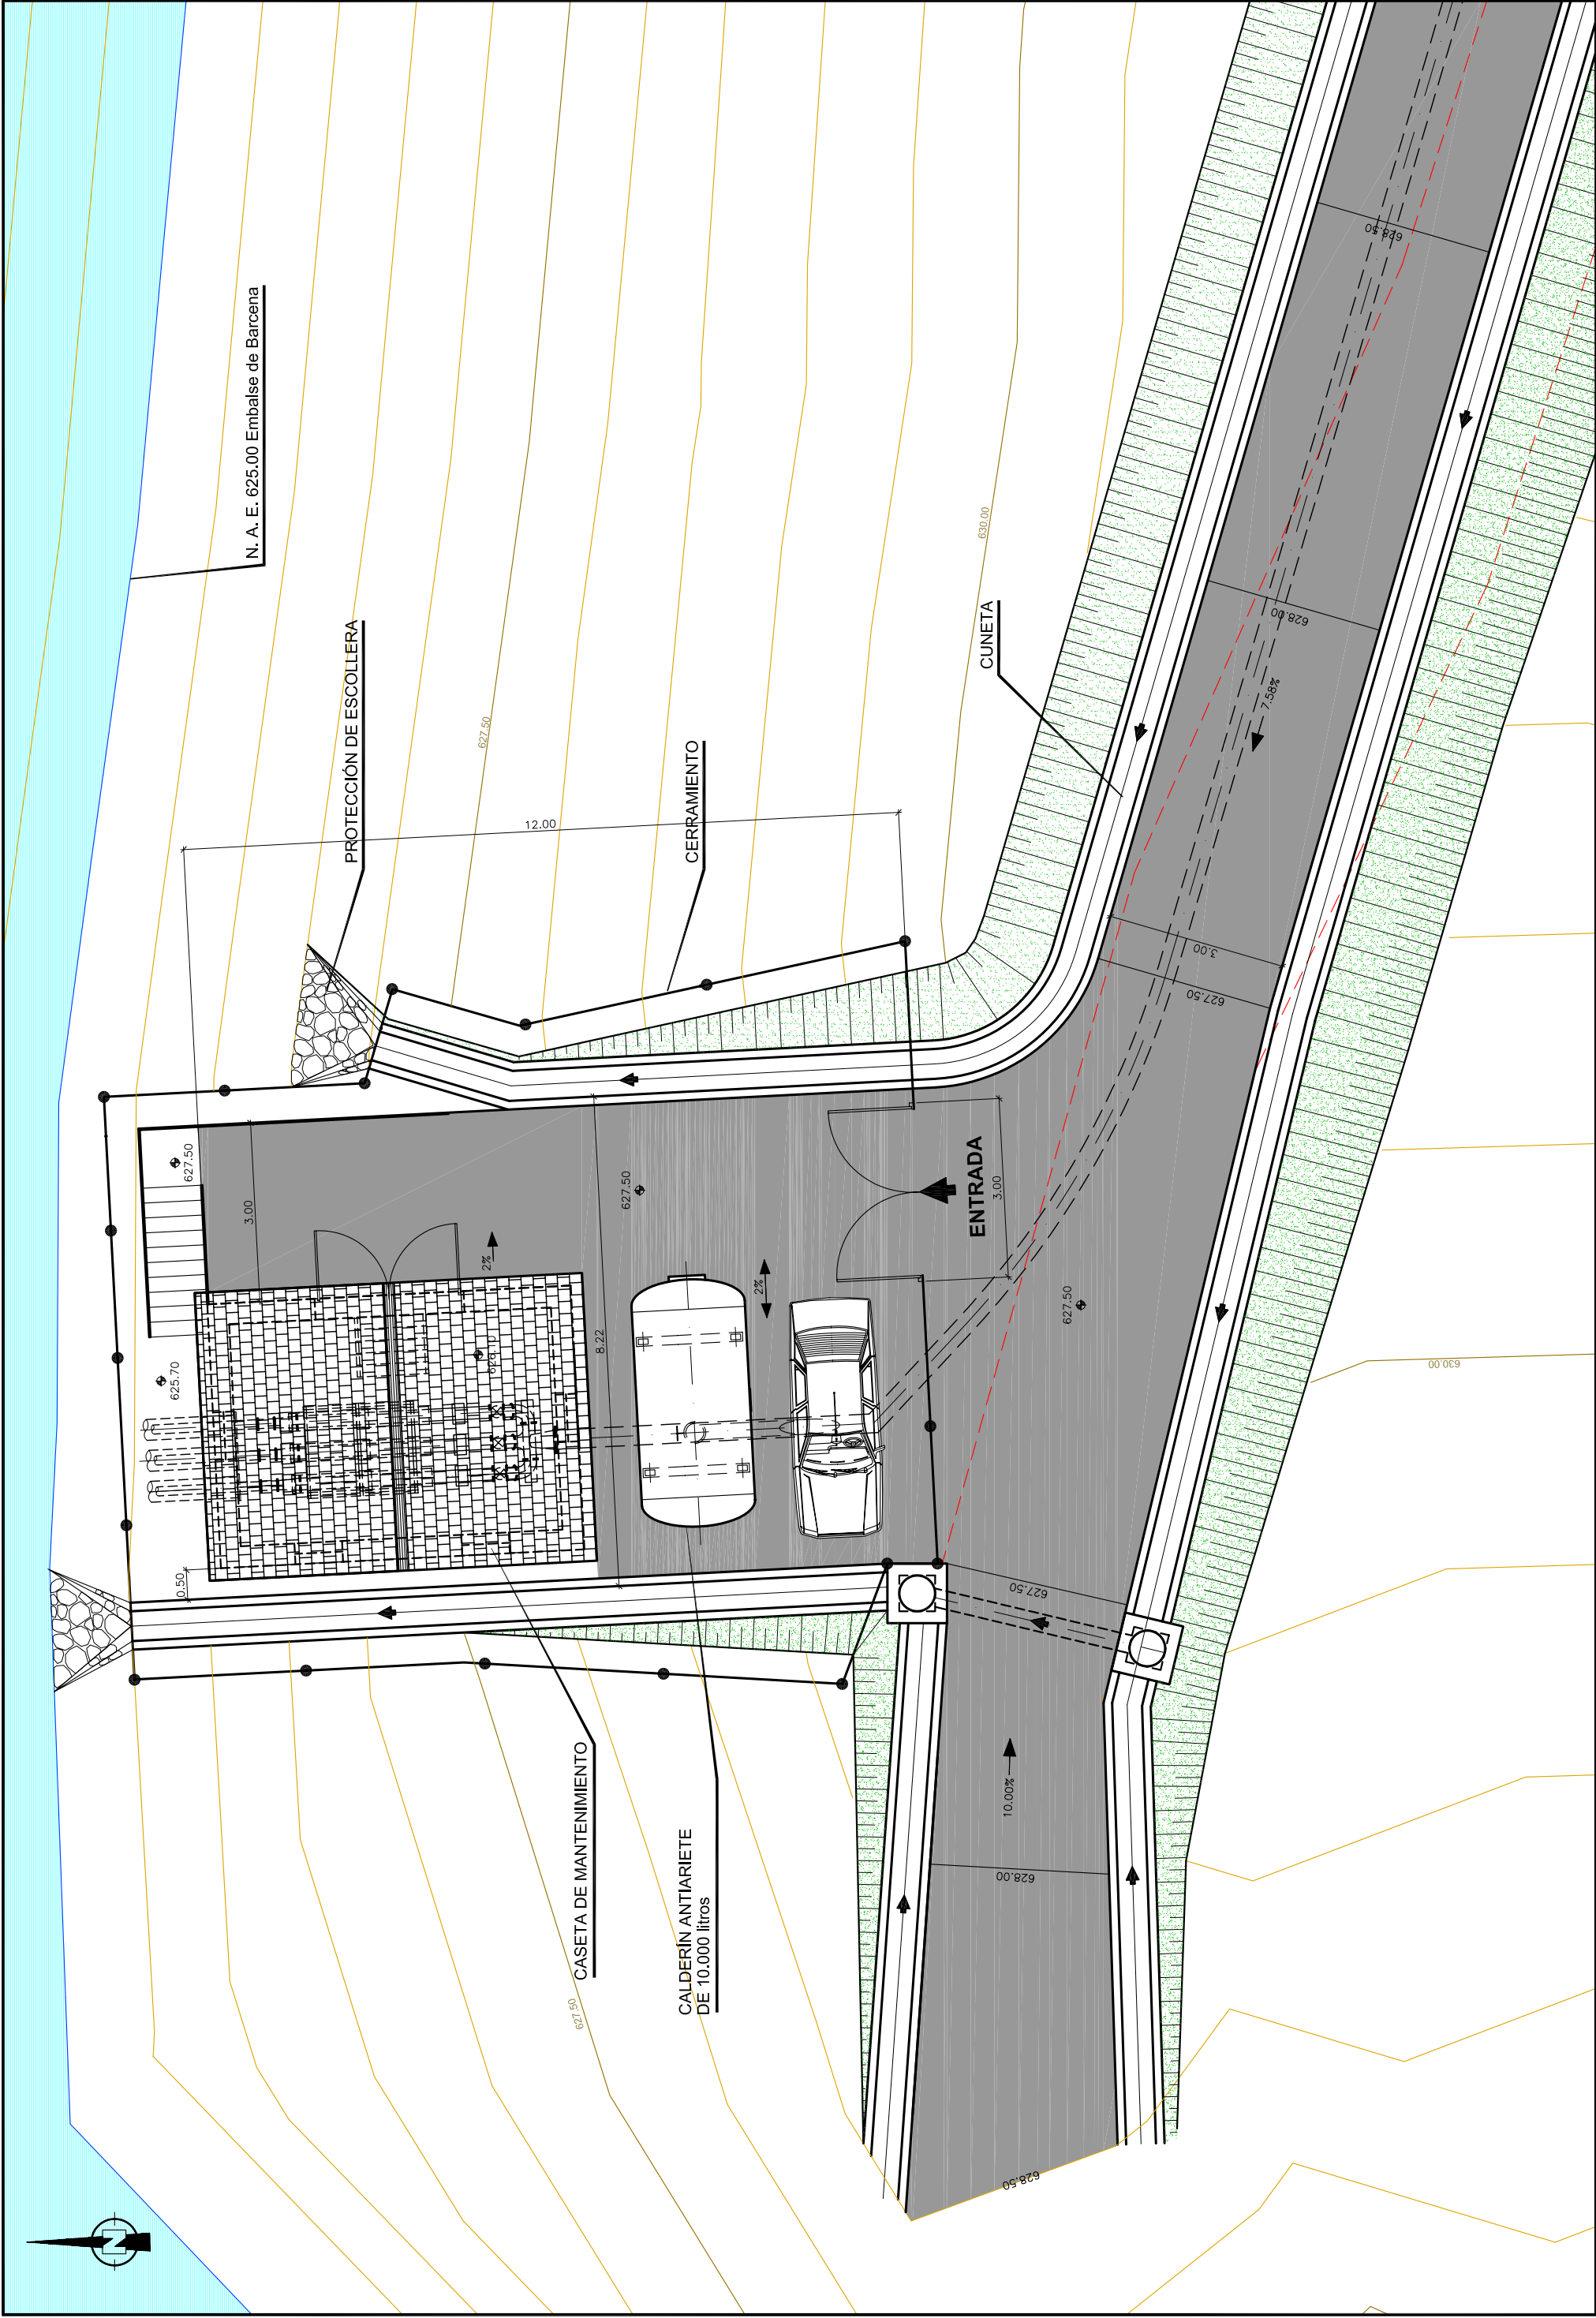 N. A. E. 625.00 Embalse de Barcena
PROTECCIÓN DE ESCOLLERA
627.50
12.00
CERRAMIENTO
630.00
CUNETA
628.50
628.00
7.58%
3.00
627.50
627.50
3.00
2%
627.50
8.22
2%
ENTRADA
3.00
627.50
625.70
0.50
CASETA DE MANTENIMIENTO
CALDERÍN ANTIARIETE
DE 10.000 litros
627.50
627.50
10.00%
628.00
628.50
630.00
N